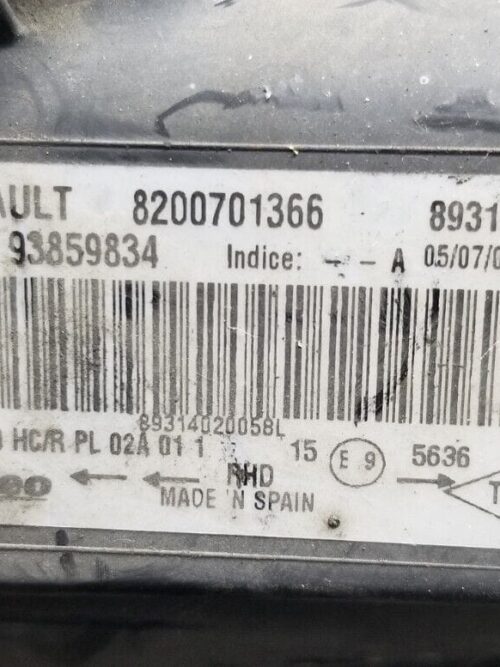 AULT 8200701366 8931
93859834 Indice: - - A 05/07/0
89314020058L
HC/R PL 02A 01 1 15 E 9 5636
RHD
MADE IN SPAIN